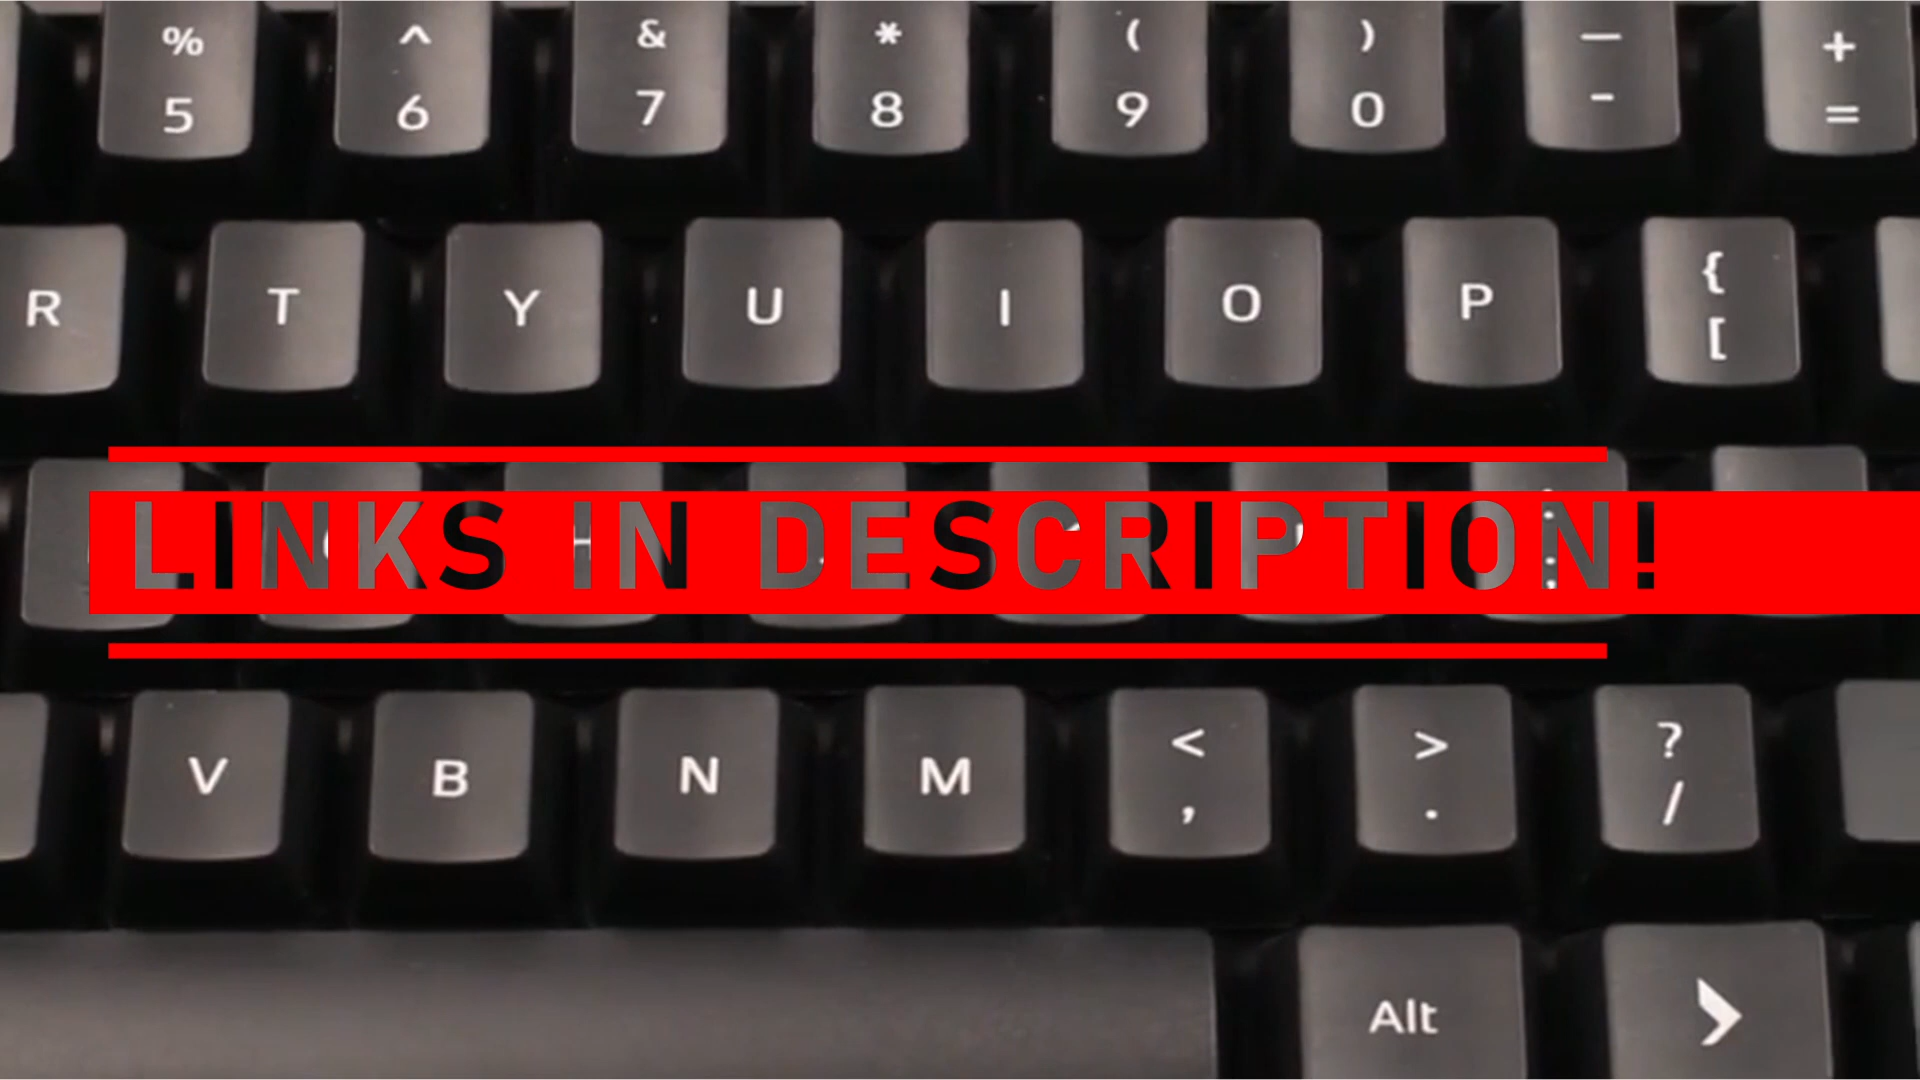 % ^ & * ( ) — +
5 6 7 8 9 0 - =
R T Y U I O P {
[
LINKS IN DESCRIPTION!
V B N M < > ?
, . /
Alt